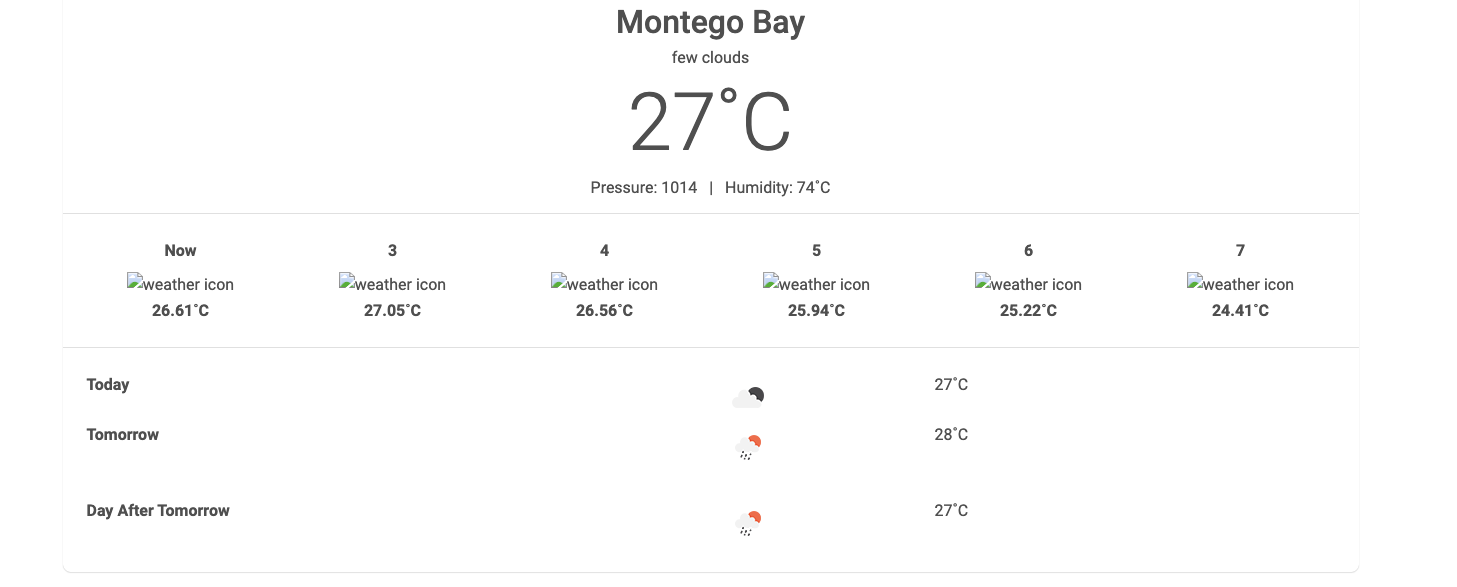 Montego Bay
few clouds
27˚C
Pressure: 1014 | Humidity: 74˚C
Now 3 4 5 6 7
weather icon weather icon weather icon weather icon weather icon weather icon
26.61˚C 27.05˚C 26.56˚C 25.94˚C 25.22˚C 24.41˚C
Today 27˚C
Tomorrow 28˚C
Day After Tomorrow 27˚C